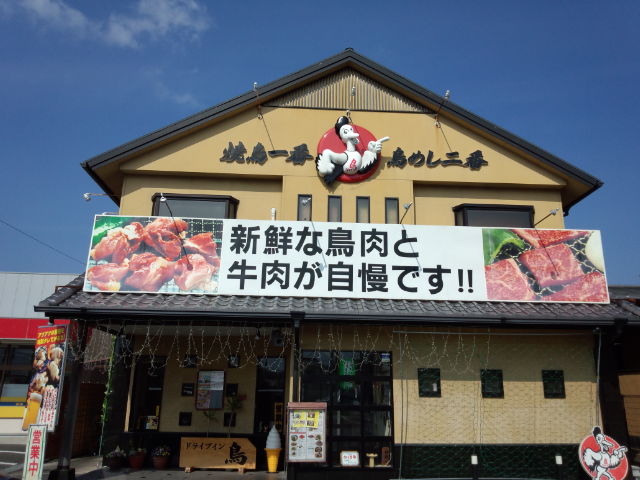 焼鳥一番
鳥めし二番
新鮮な鳥肉と
牛肉が自慢です!!
ドライブイン鳥
営業中